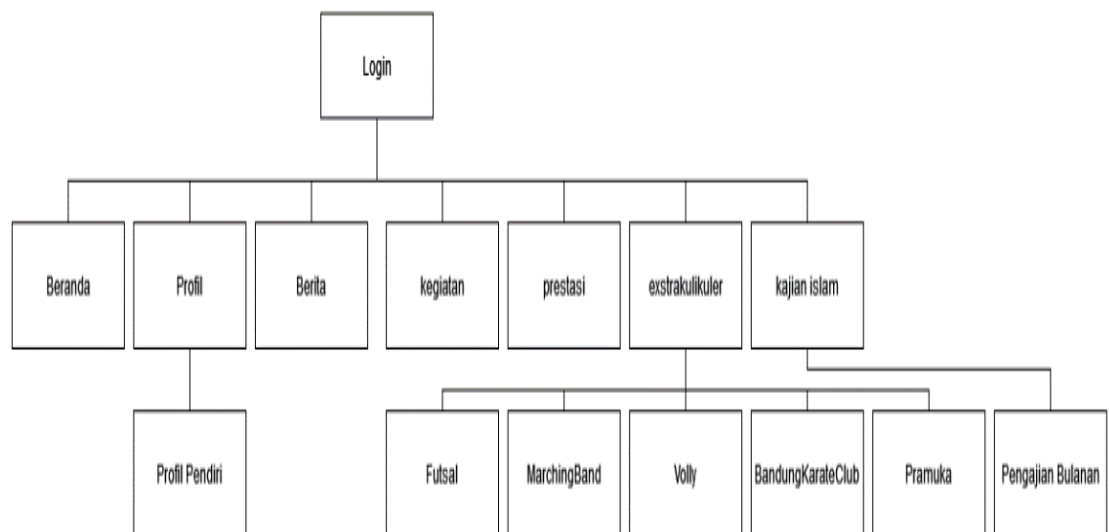 Login
Beranda
Profil
Berita
kegiatan
prestasi
exstrakulikuler
kajian islam
Profil Pendiri
Futsal
MarchingBand
Volly
BandungKarateClub
Pramuka
Pengajian Bulanan